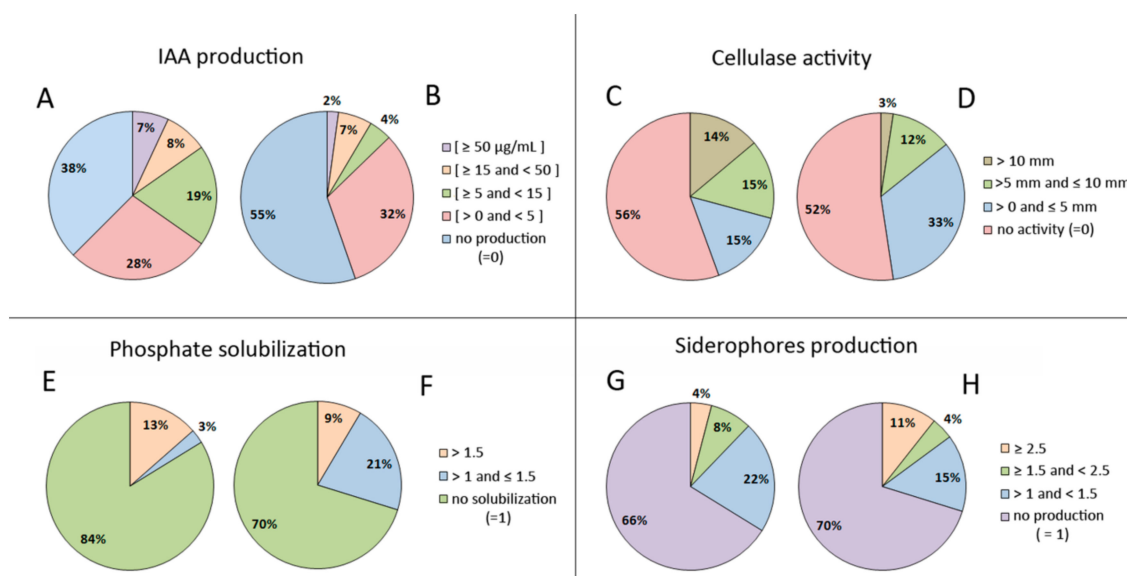 IAA production
A
B
7%
8%
19%
28%
38%
2%
7%
4%
32%
55%
[ ≥ 50 µg/mL ]
[ ≥ 15 and < 50 ]
[ ≥ 5 and < 15 ]
[ > 0 and < 5 ]
no production
(=0)
Cellulase activity
C
D
14%
15%
15%
56%
3%
12%
33%
52%
> 10 mm
>5 mm and ≤ 10 mm
> 0 and ≤ 5 mm
no activity (=0)
Phosphate solubilization
E
F
13%
3%
84%
9%
21%
70%
> 1.5
> 1 and ≤ 1.5
no solubilization
(=1)
Siderophores production
G
H
4%
8%
22%
66%
11%
4%
15%
70%
≥ 2.5
≥ 1.5 and < 2.5
> 1 and < 1.5
no production
( = 1)